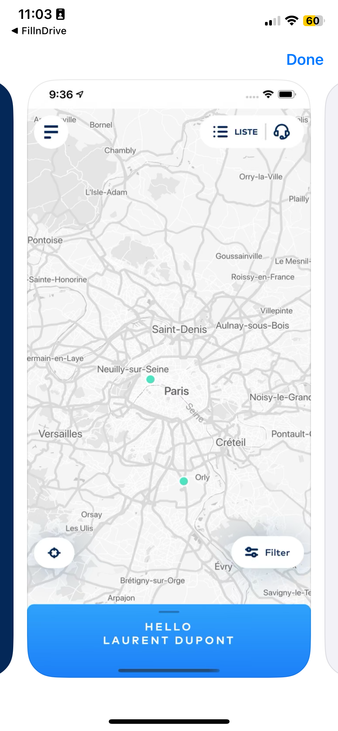 11:03
60
◀ FillnDrive
Done
9:36
Bornel
Chambly
LISTE
L'Isle-Adam
Orry-la-Ville
Plailly
Pontoise
Goussainville
Le Mesnil-
-Sainte-Honorine
Roissy-en-France
Villepinte
Saint-Denis
Aulnay-sous-Bois
ermain-en-Laye
Neuilly-sur-Seine
Paris
Noisy-le-Grand
Seine
Versailles
Créteil
Pontault-C
Orly
Orsay
Les Ulis
Filter
Évry
Brétigny-sur-Orge
Arpajon
Savigny-le-Te
HELLO
LAURENT DUPONT